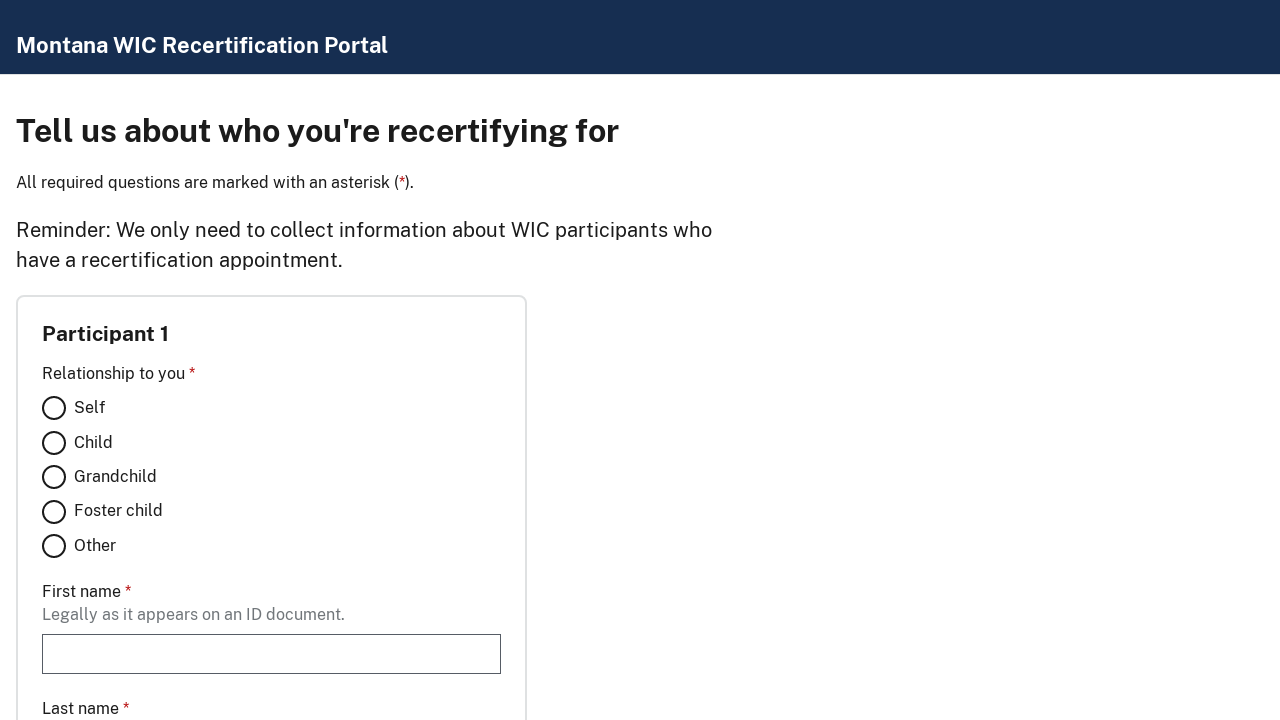 Montana WIC Recertification Portal
Tell us about who you're recertifying for
All required questions are marked with an asterisk (*).
Reminder: We only need to collect information about WIC participants who
have a recertification appointment.
Participant 1
Relationship to you *
Self
Child
Grandchild
Foster child
Other
First name *
Legally as it appears on an ID document.
Last name *